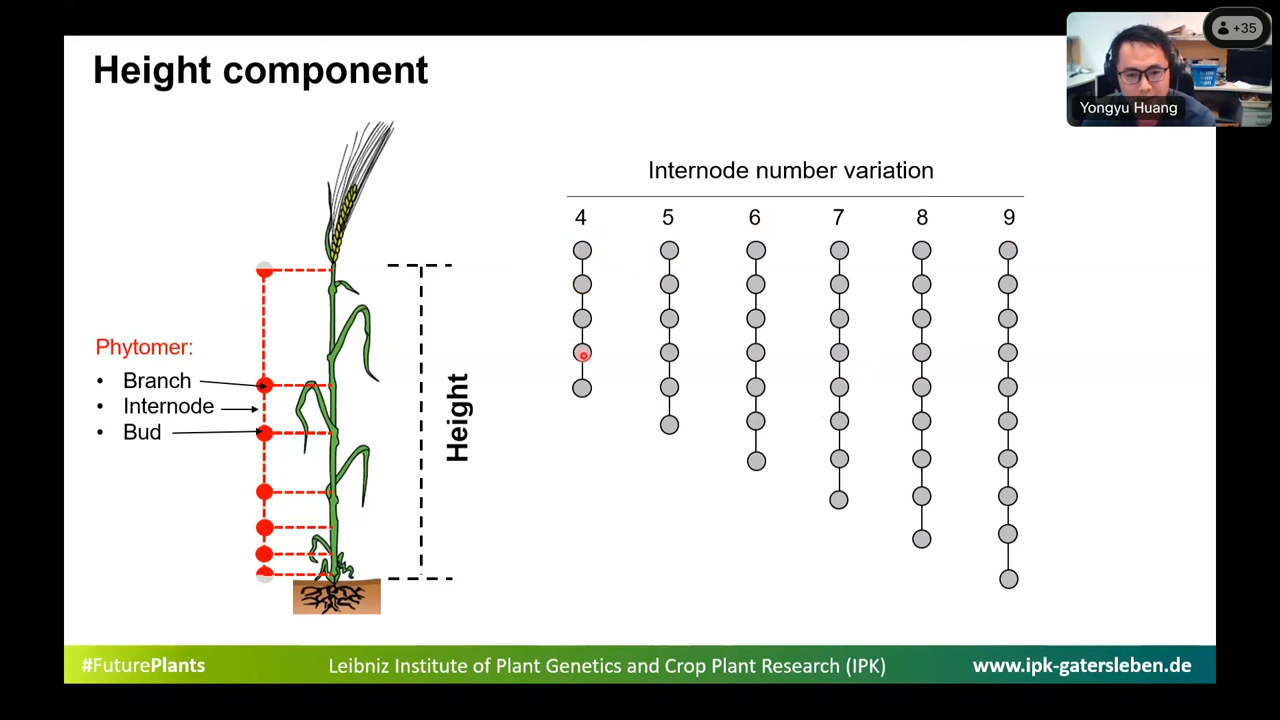 Height component
+35
Yongyu Huang
Internode number variation
4 5 6 7 8 9
Phytomer:
• Branch
• Internode
• Bud
Height
#FuturePlants
Leibniz Institute of Plant Genetics and Crop Plant Research (IPK)
www.ipk-gatersleben.de